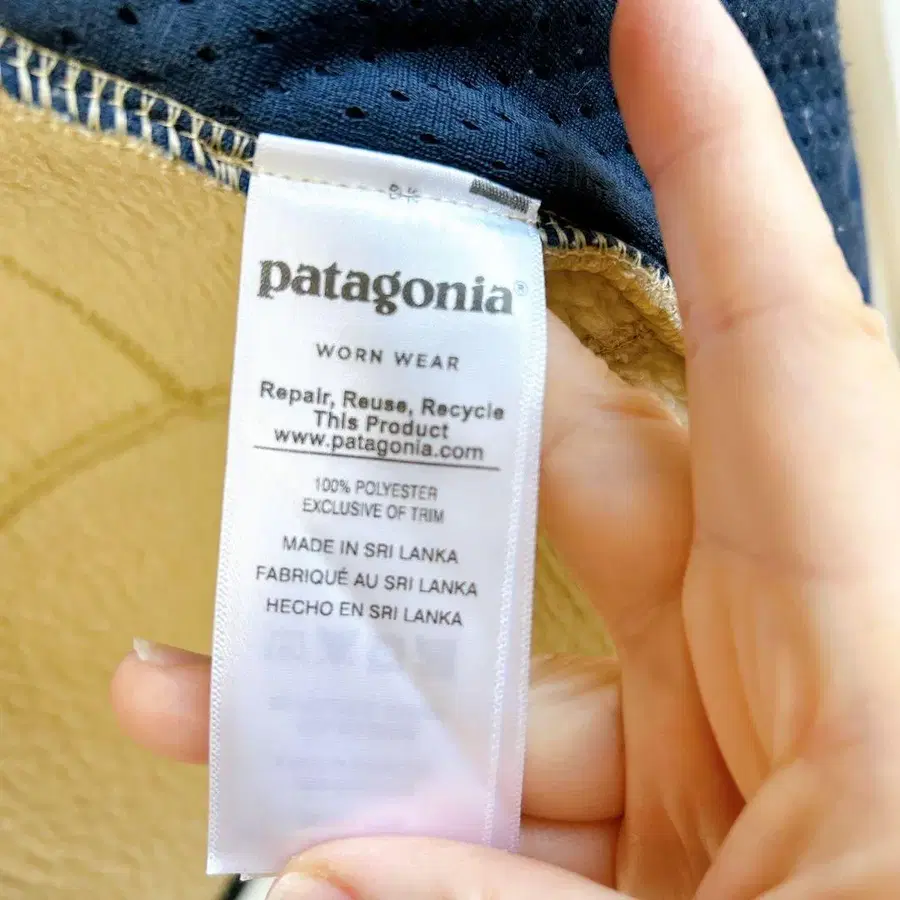 patagonia®
WORN WEAR
Repair, Reuse, Recycle
This Product
www.patagonia.com
100% POLYESTER
EXCLUSIVE OF TRIM
MADE IN SRI LANKA
FABRIQUÉ AU SRI LANKA
HECHO EN SRI LANKA